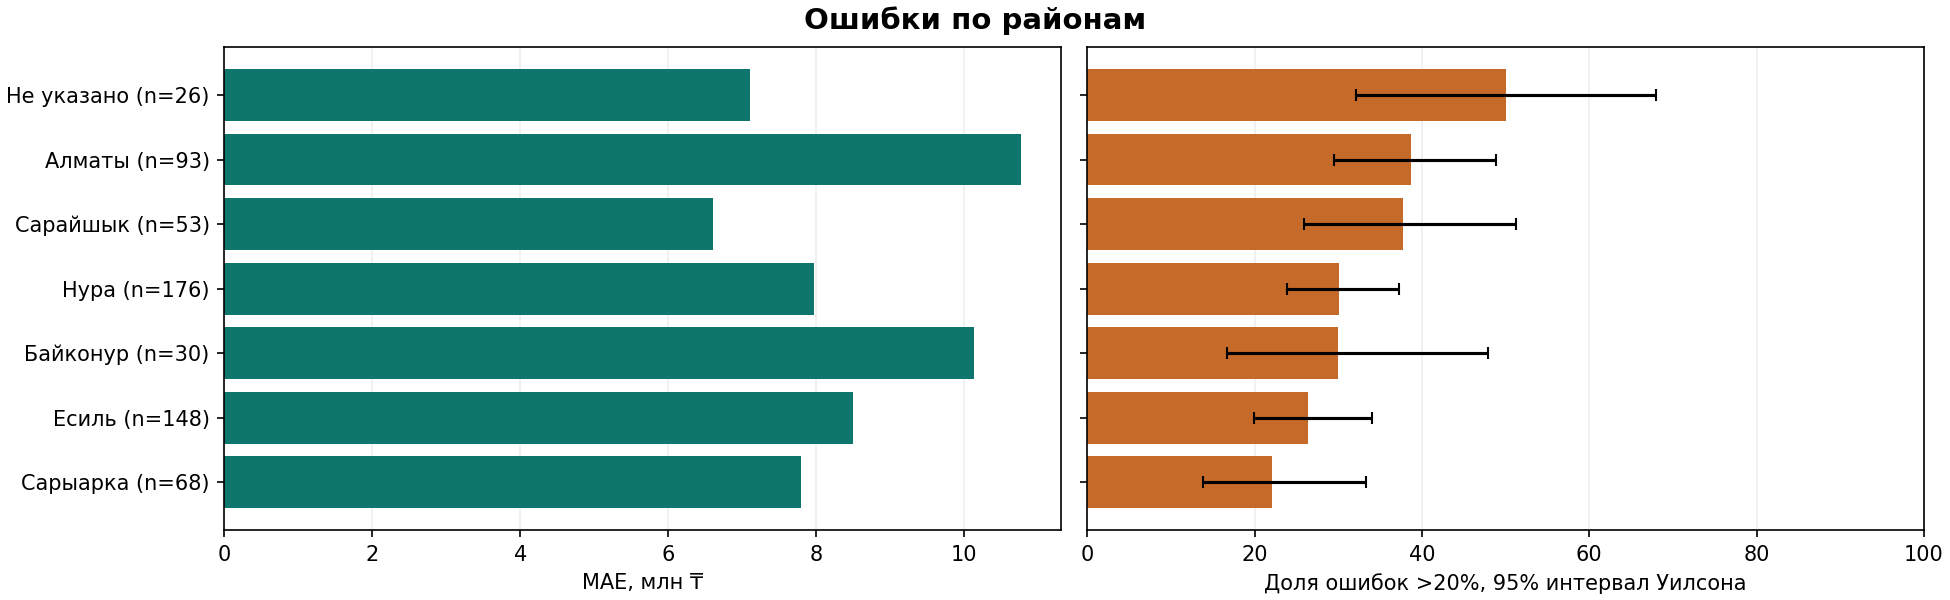 Ошибки по районам
Не указано (n=26)
Алматы (n=93)
Сарайшык (n=53)
Нура (n=176)
Байконур (n=30)
Есиль (n=148)
Сарыарка (n=68)
0 2 4 6 8 10
MAE, млн ₸
0 20 40 60 80 100
Доля ошибок >20%, 95% интервал Уилсона